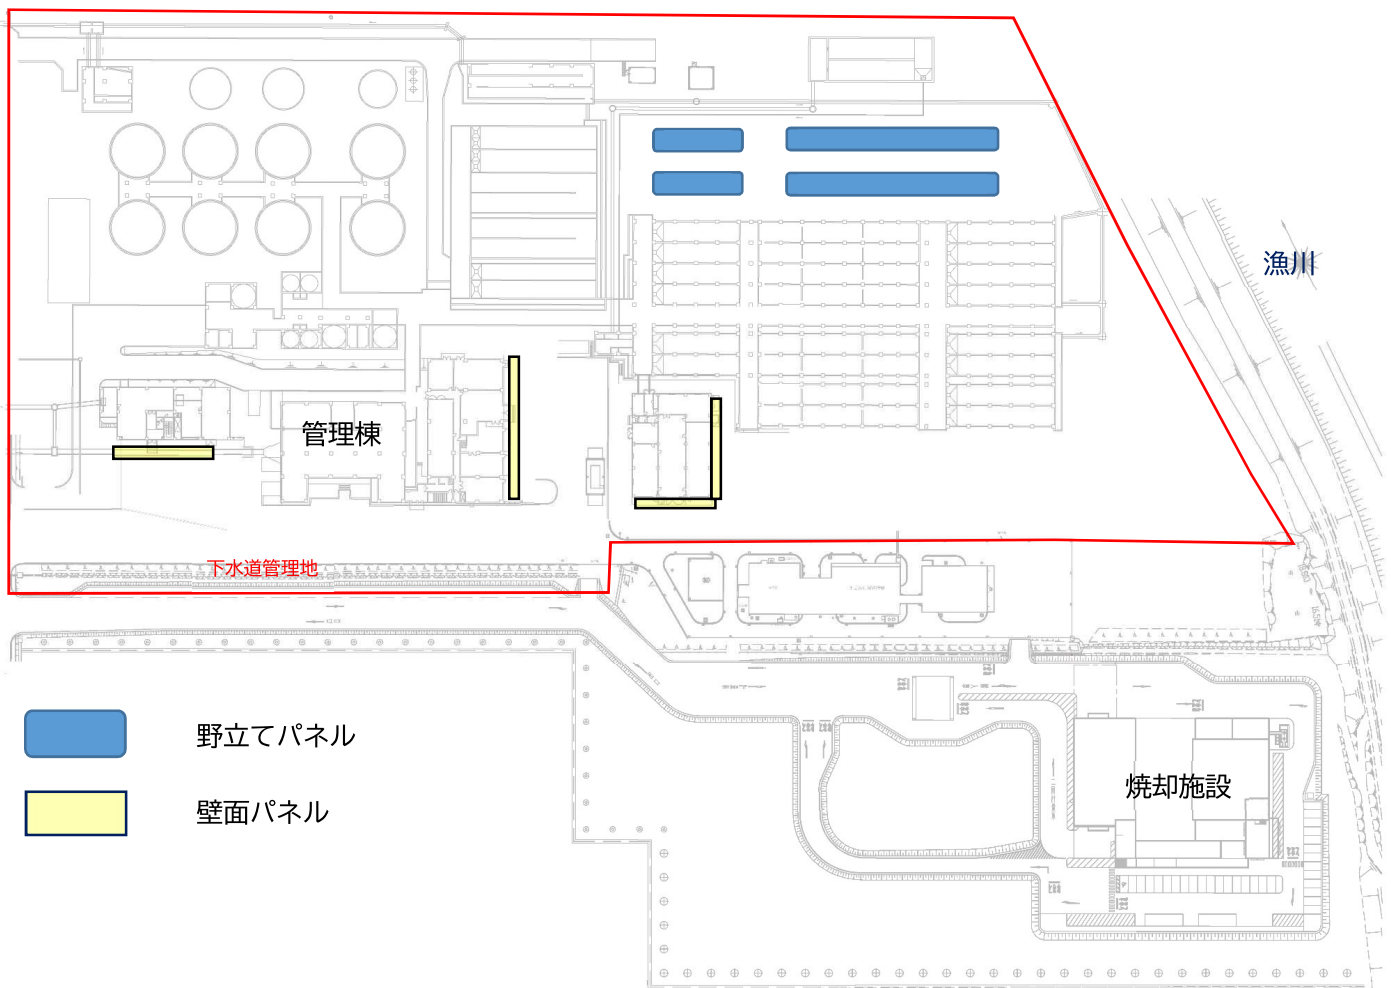 漁川
管理棟
下水道管理地
野立てパネル
壁面パネル
焼却施設